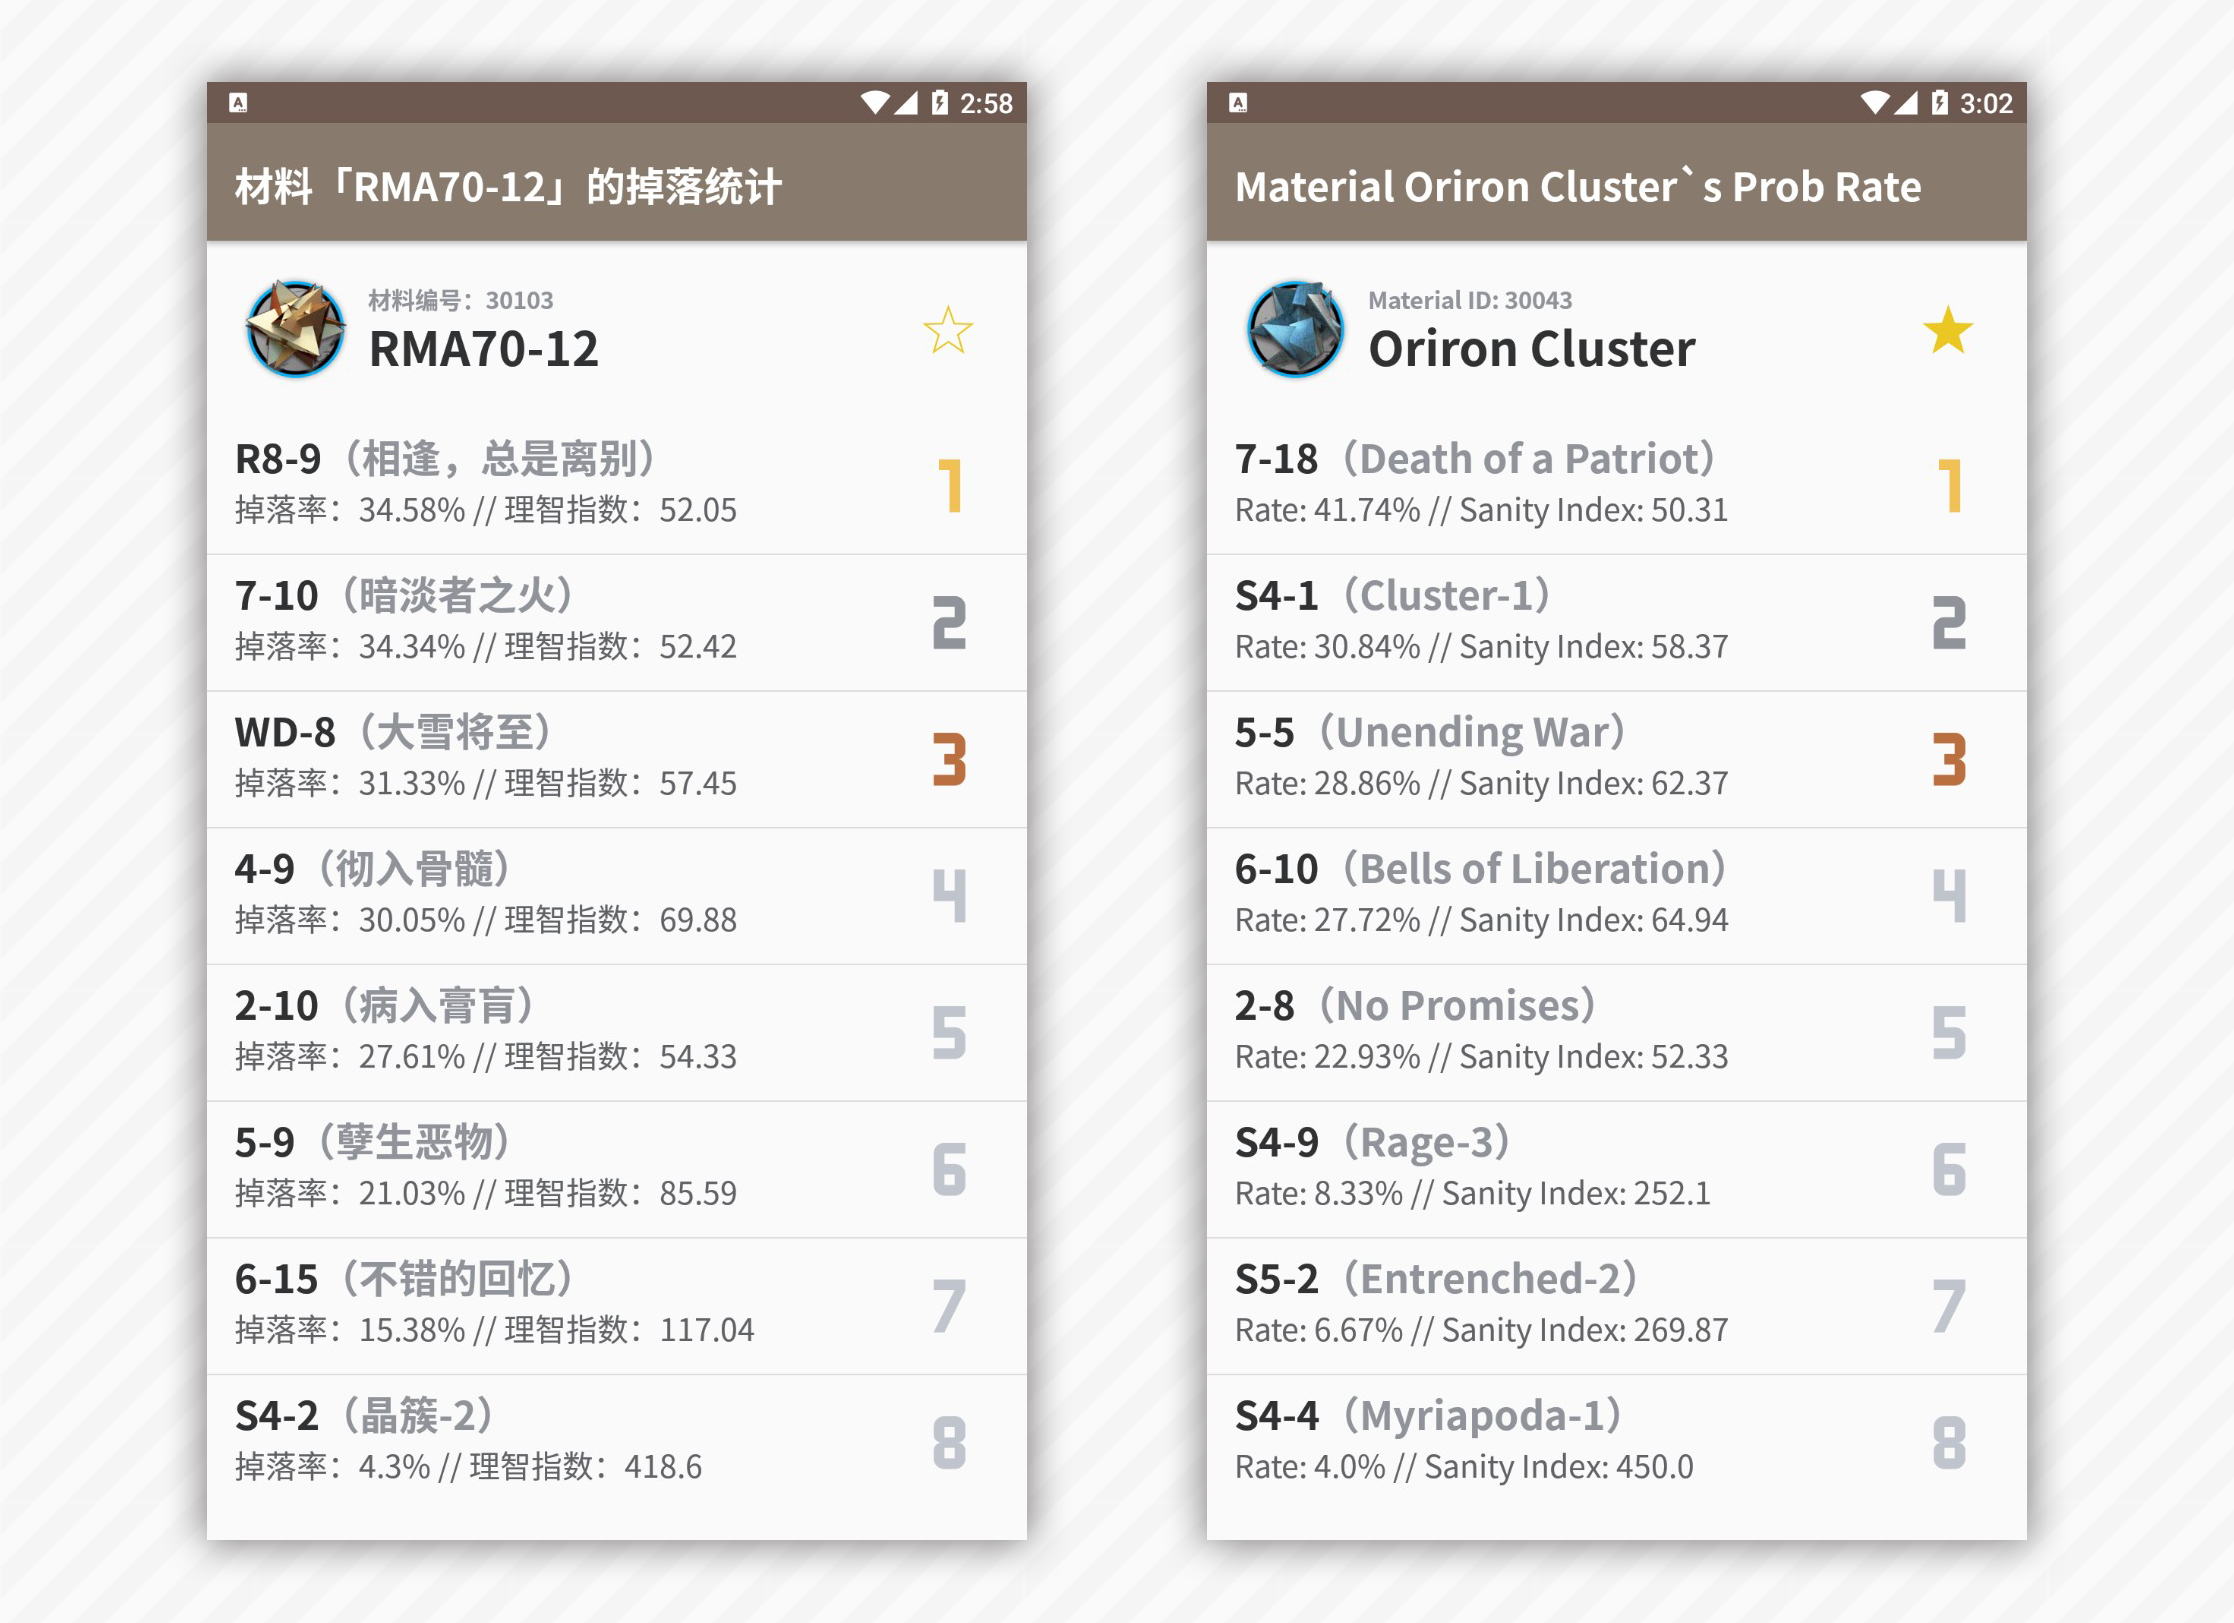 2:58
材料「RMA70-12」的掉落统计
材料编号：30103
RMA70-12
R8-9（相逢，总是离别）
掉落率：34.58% // 理智指数：52.05
1
7-10（暗淡者之火）
掉落率：34.34% // 理智指数：52.42
2
WD-8（大雪将至）
掉落率：31.33% // 理智指数：57.45
3
4-9（彻入骨髓）
掉落率：30.05% // 理智指数：69.88
4
2-10（病入膏肓）
掉落率：27.61% // 理智指数：54.33
5
5-9（孽生恶物）
掉落率：21.03% // 理智指数：85.59
6
6-15（不错的回忆）
掉落率：15.38% // 理智指数：117.04
7
S4-2（晶簇-2）
掉落率：4.3% // 理智指数：418.6
8
3:02
Material Oriron Cluster`s Prob Rate
Material ID: 30043
Oriron Cluster
7-18（Death of a Patriot）
Rate: 41.74% // Sanity Index: 50.31
1
S4-1（Cluster-1）
Rate: 30.84% // Sanity Index: 58.37
2
5-5（Unending War）
Rate: 28.86% // Sanity Index: 62.37
3
6-10（Bells of Liberation）
Rate: 27.72% // Sanity Index: 64.94
4
2-8（No Promises）
Rate: 22.93% // Sanity Index: 52.33
5
S4-9（Rage-3）
Rate: 8.33% // Sanity Index: 252.1
6
S5-2（Entrenched-2）
Rate: 6.67% // Sanity Index: 269.87
7
S4-4（Myriapoda-1）
Rate: 4.0% // Sanity Index: 450.0
8